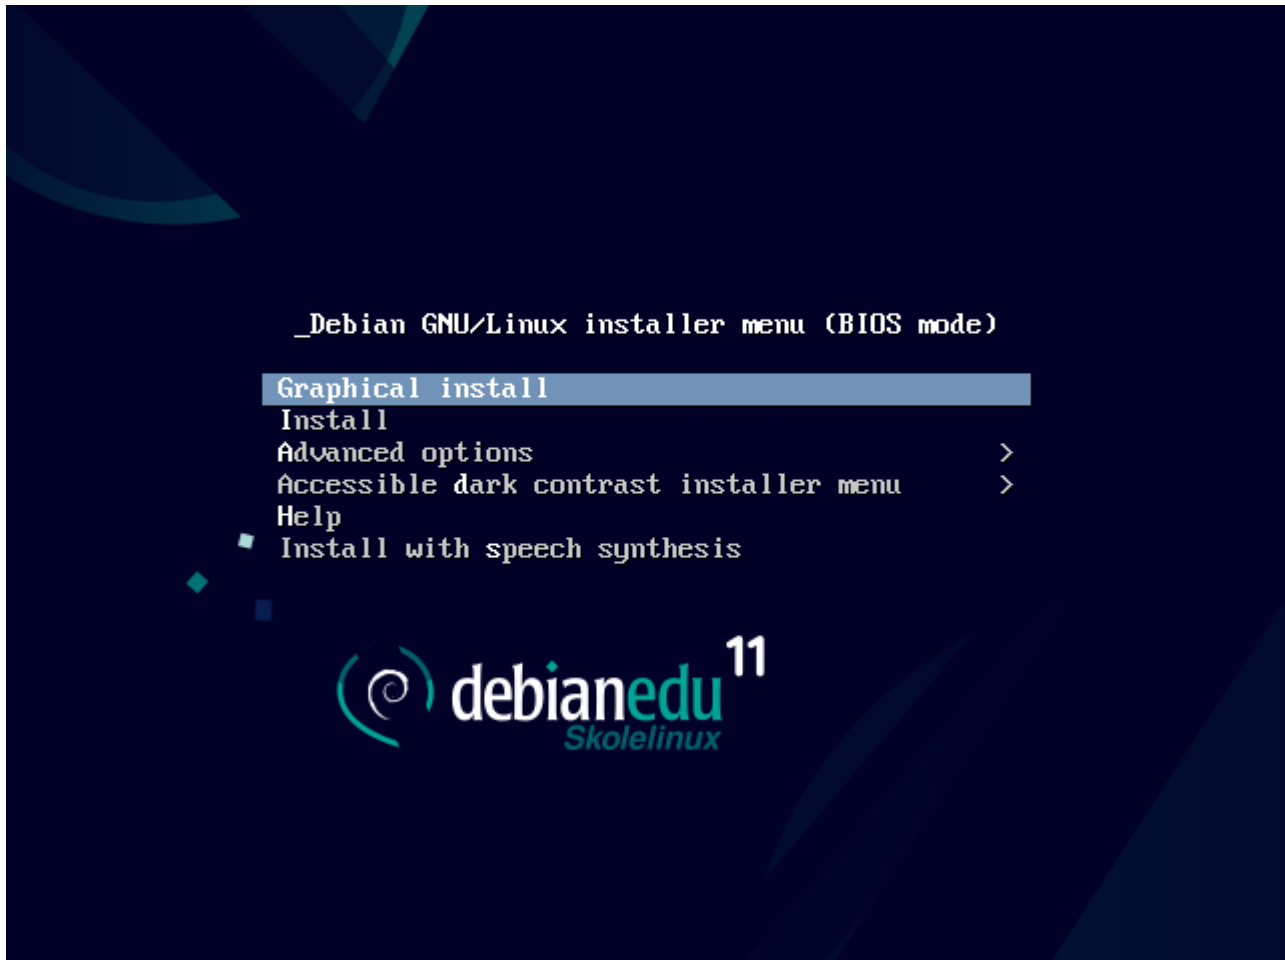 _Debian GNU/Linux installer menu (BIOS mode)
Graphical install
Install
Advanced options >
Accessible dark contrast installer menu >
Help
Install with speech synthesis
debianedu 11
Skolelinux